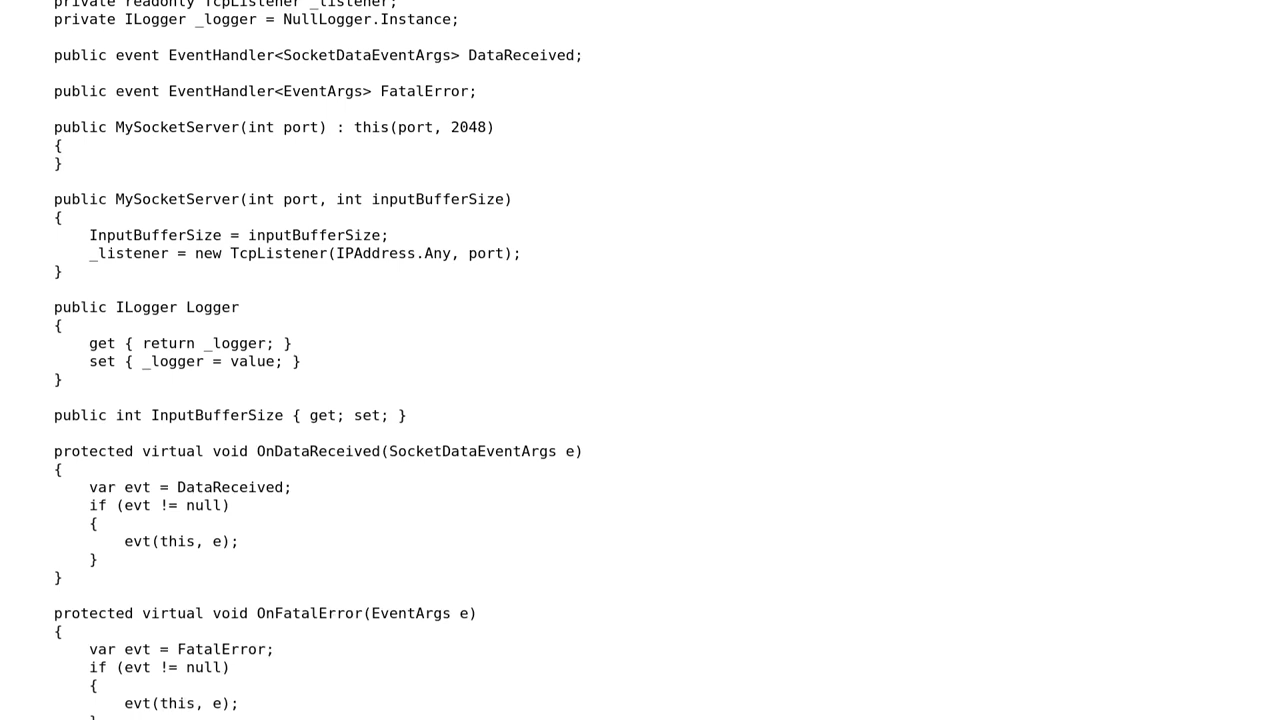 private readonly TcpListener _listener;
private ILogger _logger = NullLogger.Instance;

public event EventHandler<SocketDataEventArgs> DataReceived;

public event EventHandler<EventArgs> FatalError;

public MySocketServer(int port) : this(port, 2048)
{
}

public MySocketServer(int port, int inputBufferSize)
{
    InputBufferSize = inputBufferSize;
    _listener = new TcpListener(IPAddress.Any, port);
}

public ILogger Logger
{
    get { return _logger; }
    set { _logger = value; }
}

public int InputBufferSize { get; set; }

protected virtual void OnDataReceived(SocketDataEventArgs e)
{
    var evt = DataReceived;
    if (evt != null)
    {
        evt(this, e);
    }
}

protected virtual void OnFatalError(EventArgs e)
{
    var evt = FatalError;
    if (evt != null)
    {
        evt(this, e);
    }